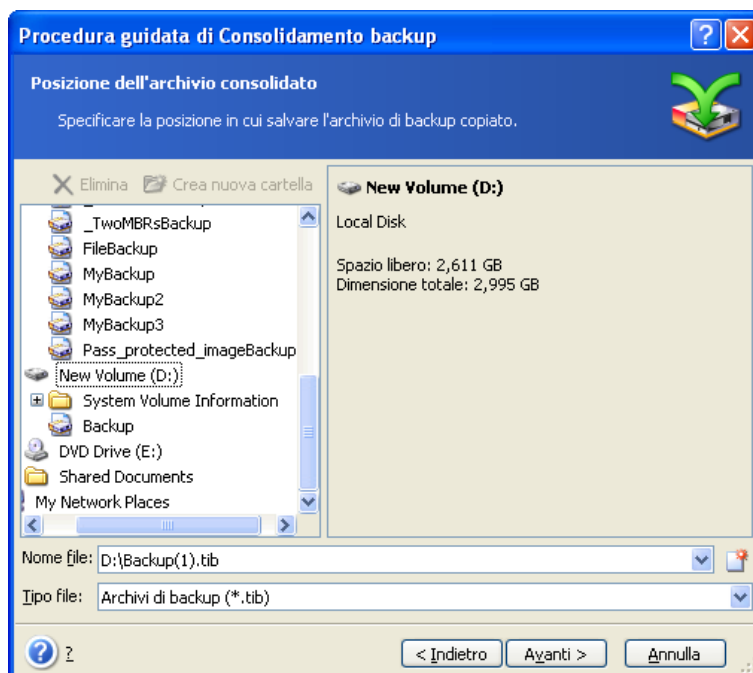 Procedura guidata di Consolidamento backup
Posizione dell'archivio consolidato
Specificare la posizione in cui salvare l'archivio di backup copiato.
Elimina Crea nuova cartella
_TwoMBRsBackup
FileBackup
MyBackup
MyBackup2
MyBackup3
Pass_protected_imageBackup
New Volume (D:)
System Volume Information
Backup
DVD Drive (E:)
Shared Documents
My Network Places
New Volume (D:)
Local Disk
Spazio libero: 2,611 GB
Dimensione totale: 2,995 GB
Nome file: D:\Backup(1).tib
Tipo file: Archivi di backup (*.tib)
? < Indietro Avanti > Annulla